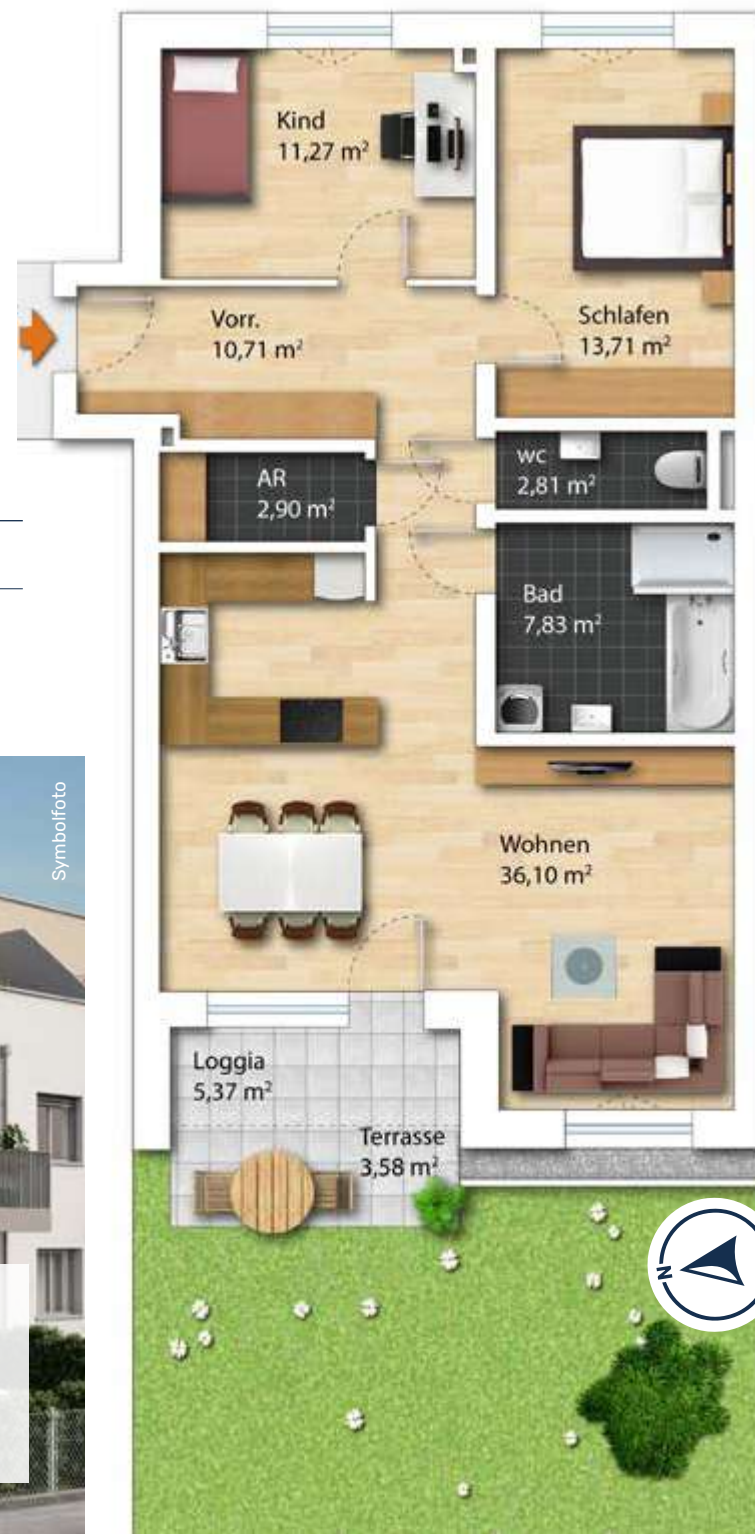 Kind
11,27 m²
Vorr.
10,71 m²
Schlafen
13,71 m²
AR
2,90 m²
wc
2,81 m²
Bad
7,83 m²
Symbolfoto
Wohnen
36,10 m²
Loggia
5,37 m²
Terrasse
3,58 m²
N